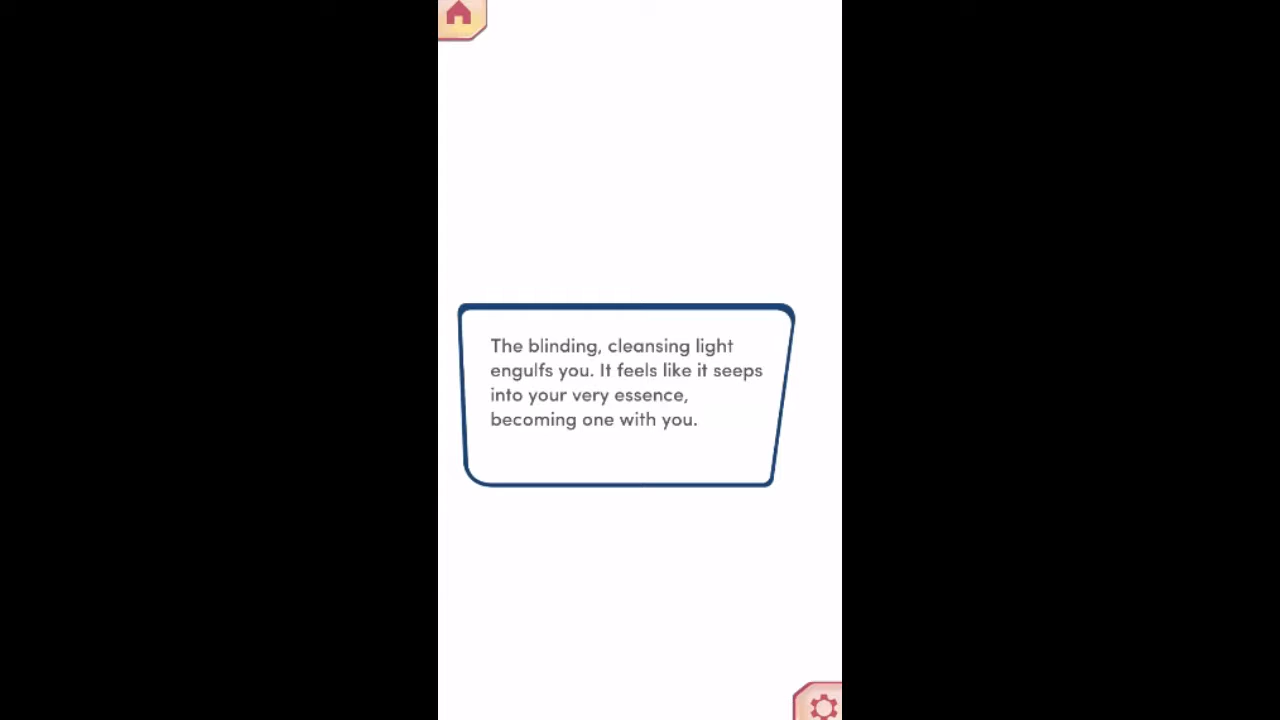 The blinding, cleansing light
engulfs you. It feels like it seeps
into your very essence,
becoming one with you.